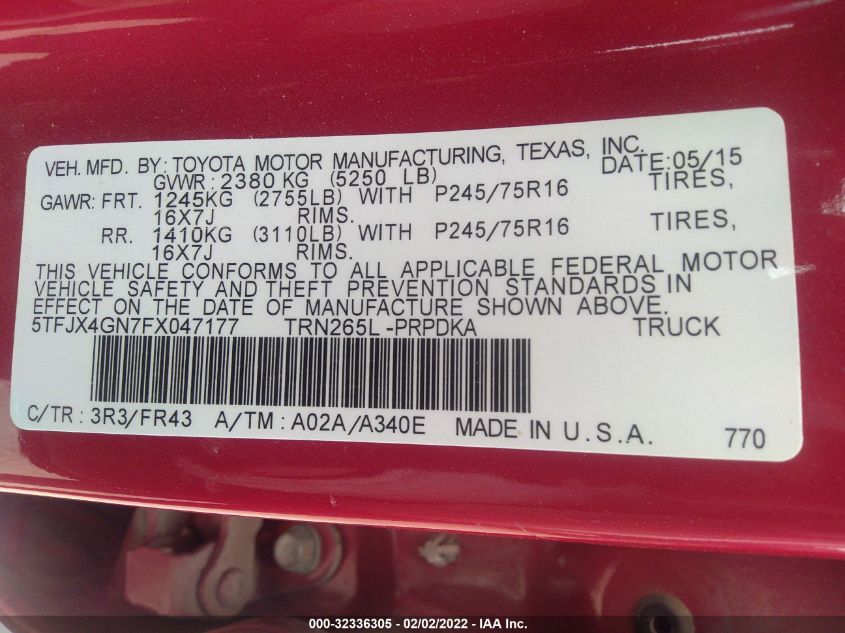 VEH. MFD. BY: TOYOTA MOTOR MANUFACTURING, TEXAS, INC.
GVWR: 2380 KG (5250 LB) DATE: 05/15
GAWR: FRT. 1245KG (2755LB) WITH P245/75R16 TIRES,
16X7J RIMS.
RR. 1410KG (3110LB) WITH P245/75R16 TIRES,
16X7J RIMS.
THIS VEHICLE CONFORMS TO ALL APPLICABLE FEDERAL MOTOR
VEHICLE SAFETY AND THEFT PREVENTION STANDARDS IN
EFFECT ON THE DATE OF MANUFACTURE SHOWN ABOVE.
5TFJX4GN7FX047177 TRN265L -PRPDKA TRUCK
C/TR : 3R3/FR43 A/TM : A02A/A340E MADE IN U.S.A. 770
000-32336305 - 02/02/2022 - IAA Inc.